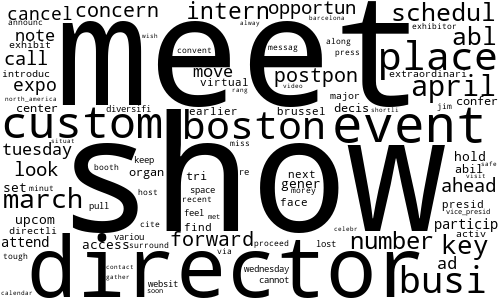 cancel concern intern opportun schedul
announc wish alway barcelona
note exhibit meet convent messag along press exhibitor abl
call move postpon place
introduc virtual extraordinari
expo rang video april
north_america
center diversifi earlier brussel major decis shortli jim confer
custom boston event
situat
tuesday miss hold
look booth keep re next abil safe
organ tri gener visit
set minut show space morey ahead
march host recent face
pull feel met presid
upcom cite find celebr vice_presid
directli variou particip
attend access surround forward via proceed lost number key activ
tough director wednesday ad
contact websit cannot busi
gather soon
calendar